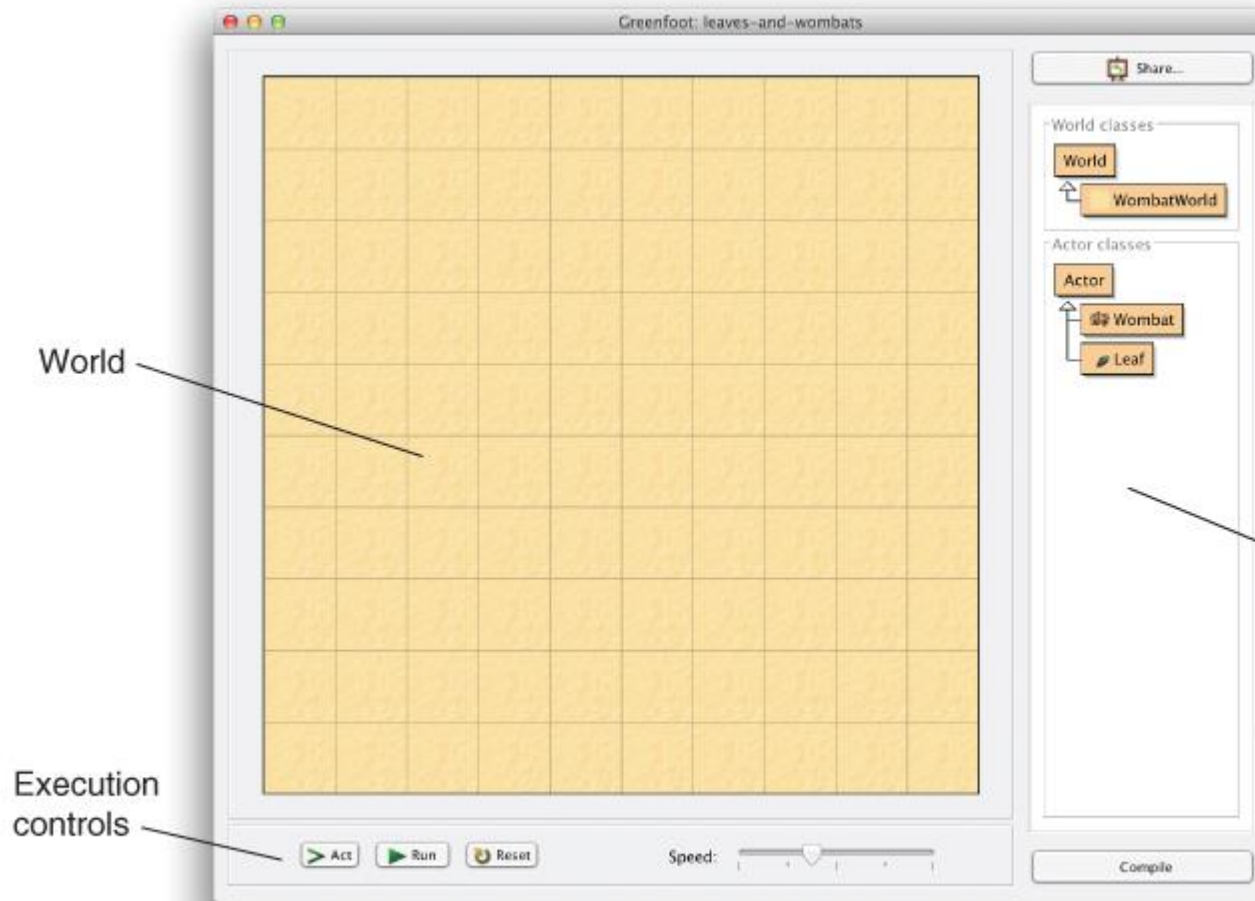 Greenfoot: leaves-and-wombats
Share...
World classes
World
WombatWorld
Actor classes
Actor
Wombat
Leaf
World
Execution
controls
Act
Run
Reset
Speed:
Compile